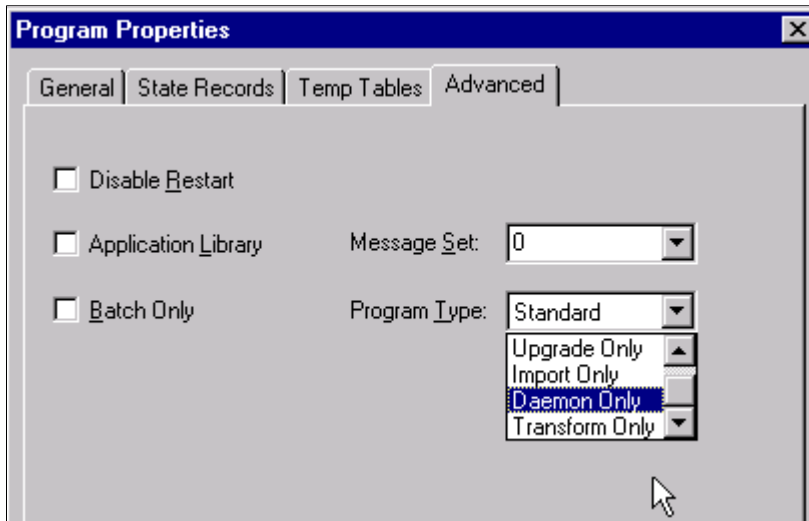 Program Properties
General State Records Temp Tables Advanced
Disable Restart
Application Library Message Set: 0
Batch Only Program Type: Standard
Upgrade Only
Import Only
Daemon Only
Transform Only